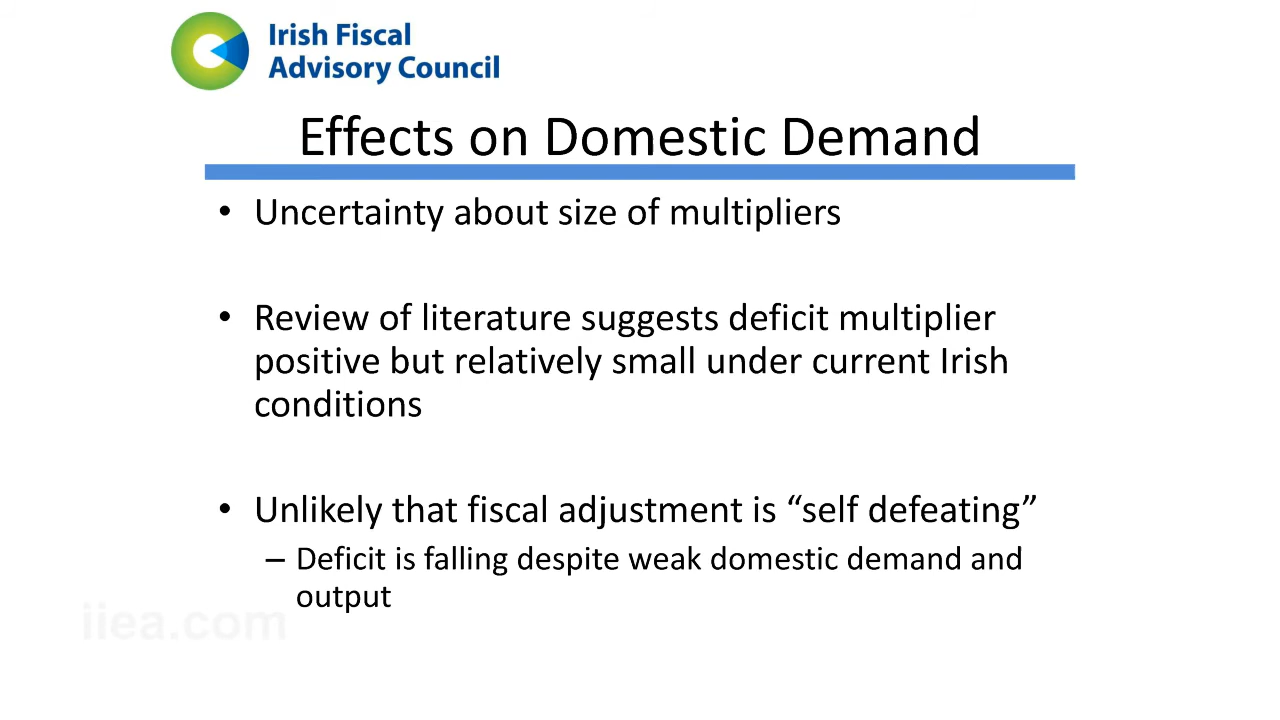 Irish Fiscal
Advisory Council
Effects on Domestic Demand
• Uncertainty about size of multipliers
• Review of literature suggests deficit multiplier
positive but relatively small under current Irish
conditions
• Unlikely that fiscal adjustment is “self defeating”
– Deficit is falling despite weak domestic demand and
output
iiea.com